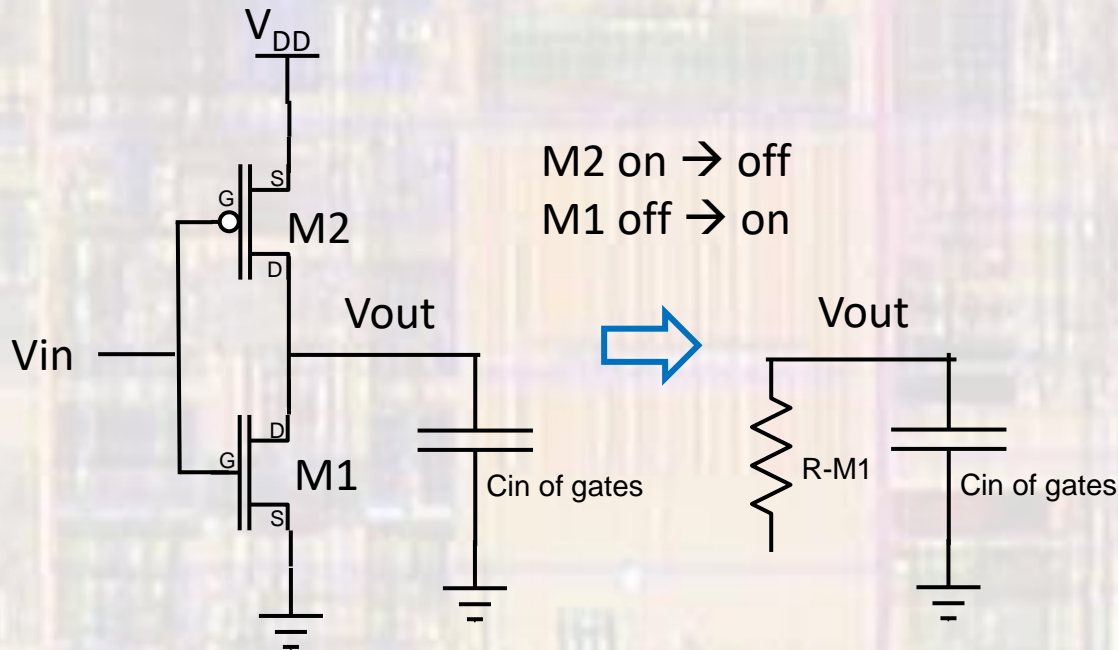 VDD
S
G
M2
D
M2 on → off
M1 off → on
Vout
Vin
Vout
D
G
M1
S
Cin of gates
R-M1
Cin of gates